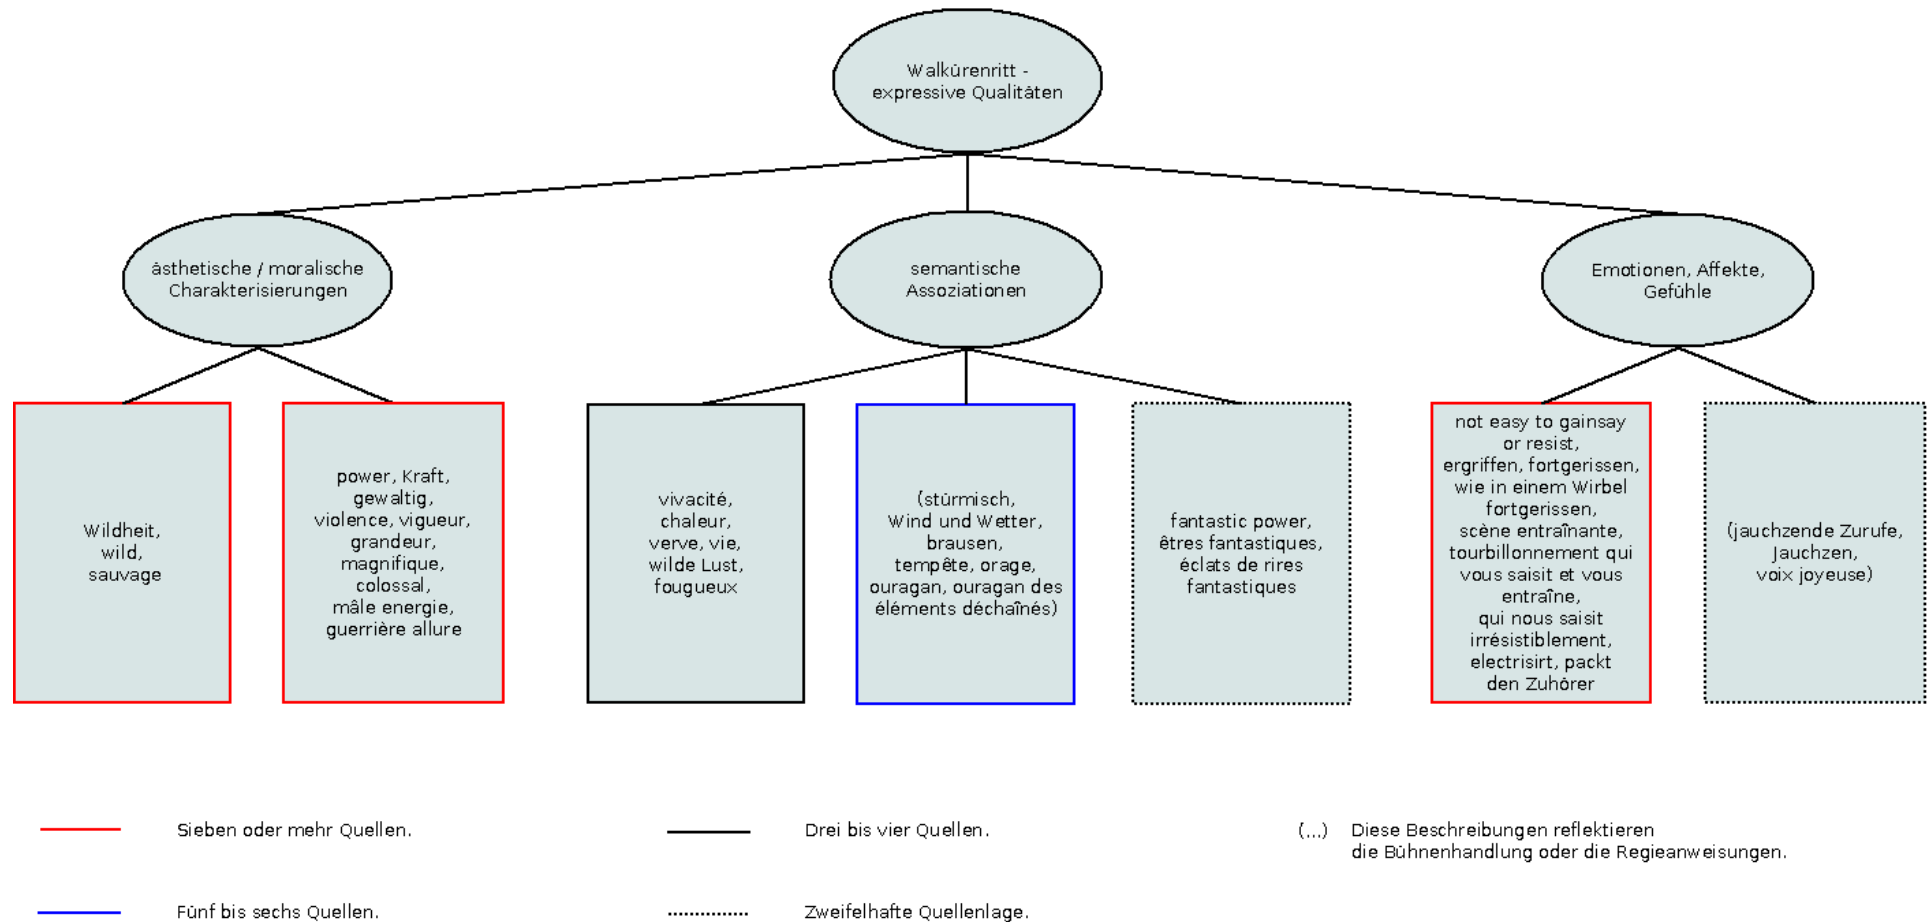 Walkürenritt -
expressive Qualitäten
ästhetische / moralische
Charakterisierungen
semantische
Assoziationen
Emotionen, Affekte,
Gefühle
Wildheit,
wild,
sauvage
power, Kraft,
gewaltig,
violence, vigueur,
grandeur,
magnifique,
colossal,
mâle energie,
guerrière allure
vivacité,
chaleur,
verve, vie,
wilde Lust,
fougueux
(stürmisch,
Wind und Wetter,
brausen,
tempête, orage,
ouragan, ouragan des
éléments déchaînés)
fantastic power,
êtres fantastiques,
éclats de rires
fantastiques
not easy to gainsay
or resist,
ergriffen, fortgerissen,
wie in einem Wirbel
fortgerissen,
scène entraînante,
tourbillonnement qui
vous saisit et vous
entraîne,
qui nous saisit
irrésistiblement,
electrisirt, packt
den Zuhörer
(jauchzende Zurufe,
Jauchzen,
voix joyeuse)
Sieben oder mehr Quellen.
Drei bis vier Quellen.
(...) Diese Beschreibungen reflektieren
die Bühnenhandlung oder die Regieanweisungen.
Fünf bis sechs Quellen.
Zweifelhafte Quellenlage.